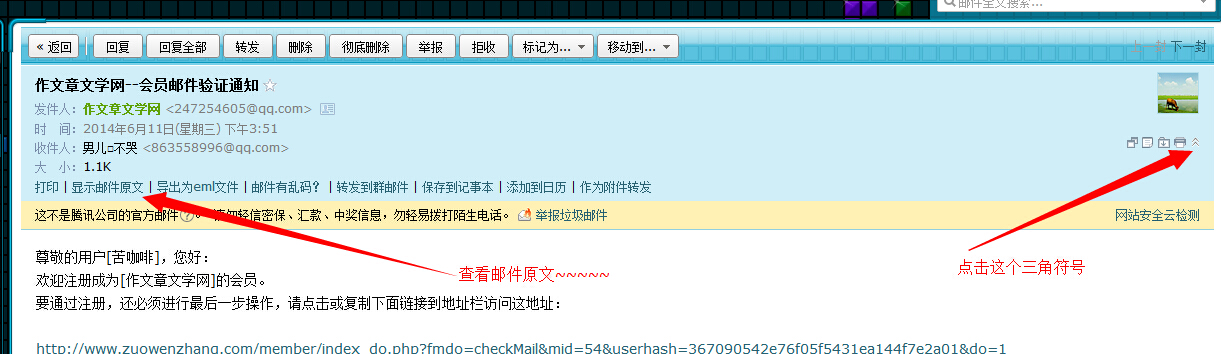 邮件全文搜索...
« 返回 回复 回复全部 转发 删除 彻底删除 举报 拒收 标记为... 移动到... 上一封 下一封
作文章文学网--会员邮件验证通知
发件人：作文章文学网 <247254605@qq.com>
时 间：2014年6月11日(星期三) 下午3:51
收件人：男儿□不哭 <863558996@qq.com>
大 小：1.1K
打印 | 显示邮件原文 | 导出为eml文件 | 邮件有乱码？ | 转发到群邮件 | 保存到记事本 | 添加到日历 | 作为附件转发
这不是腾讯公司的官方邮件 请勿轻信密保、汇款、中奖信息，勿轻易拨打陌生电话。 举报垃圾邮件 网站安全云检测
尊敬的用户[苦咖啡]，您好：
点击这个三角符号
查看邮件原文~~~~~
欢迎注册成为[作文章文学网]的会员。
要通过注册，还必须进行最后一步操作，请点击或复制下面链接到地址栏访问这地址：
http://www.zuowenzhang.com/member/index_do.php?fmdo=checkMail&mid=54&userhash=367090542e76f05f5431ea144f7e2a01&do=1